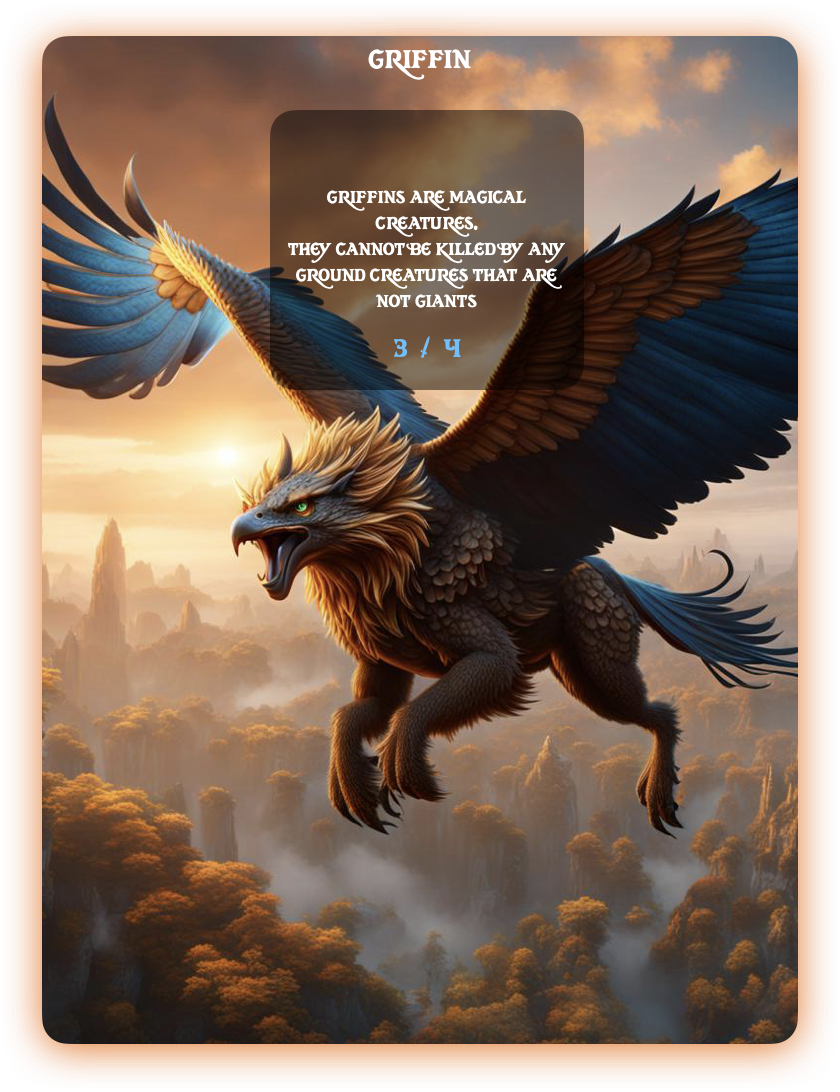 GRIFFIN
GRIFFINS ARE MAGICAL
CREATURES.
THEY CANNOT BE KILLED BY ANY
GROUND CREATURES THAT ARE
NOT GIANTS
3 / 4